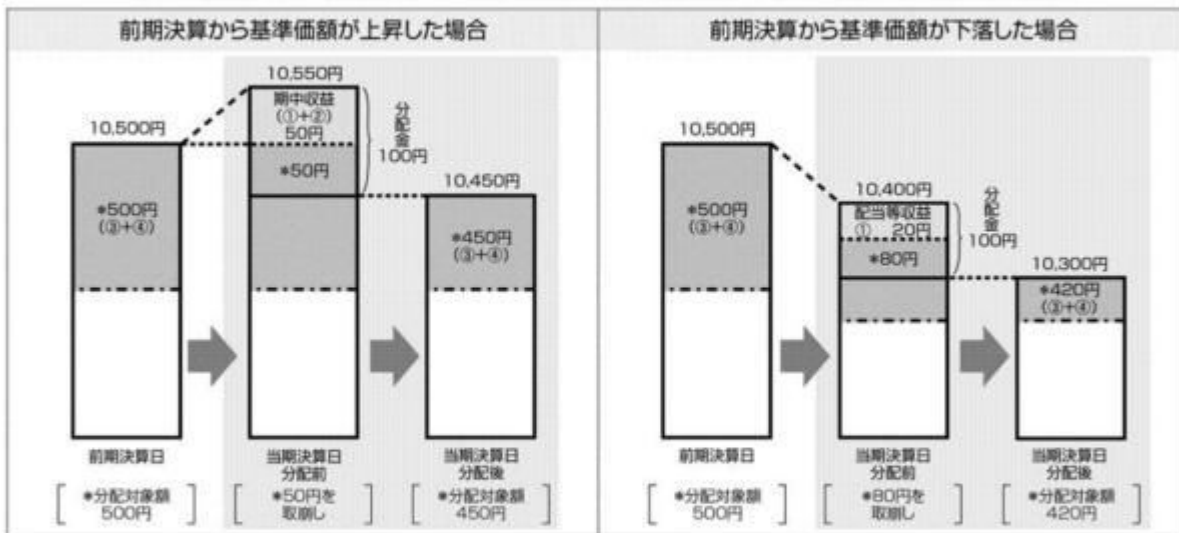 前期決算から基準価額が上昇した場合
10,500円
*500円
(③+④)
前期決算日
*分配対象額
500円
10,550円
期中収益
(①+②)
50円
*50円
分配金
100円
当期決算日
分配前
*50円を
取崩し
10,450円
*450円
(③+④)
当期決算日
分配後
*分配対象額
450円
前期決算から基準価額が下落した場合
10,500円
*500円
(③+④)
前期決算日
*分配対象額
500円
10,400円
配当等収益
① 20円
*80円
分配金
100円
当期決算日
分配前
*80円を
取崩し
10,300円
*420円
(③+④)
当期決算日
分配後
*分配対象額
420円